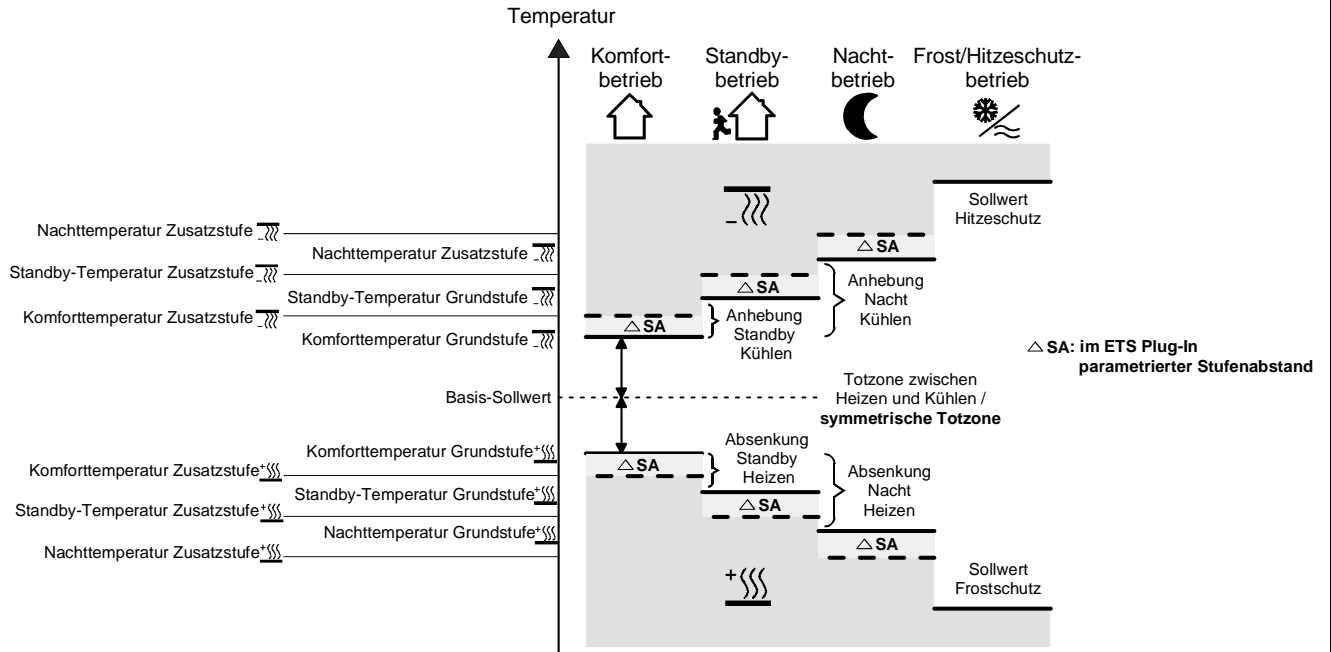 Temperatur
Komfort-
betrieb
Standby-
betrieb
Nacht-
betrieb
Frost/Hitzeschutz-
betrieb
Sollwert
Hitzeschutz
Nachttemperatur Zusatzstufe
Nachttemperatur Zusatzstufe
△ SA
Standby-Temperatur Zusatzstufe
Standby-Temperatur Grundstufe
△ SA
Anhebung
Nacht
Kühlen
Komforttemperatur Zusatzstufe
Komforttemperatur Grundstufe
△ SA
Anhebung
Standby
Kühlen
△ SA: im ETS Plug-In
parametrierter Stufenabstand
Basis-Sollwert
Totzone zwischen
Heizen und Kühlen /
symmetrische Totzone
Komforttemperatur Grundstufe
Komforttemperatur Zusatzstufe
△ SA
Absenkung
Standby
Heizen
Absenkung
Nacht
Heizen
Standby-Temperatur Grundstufe
Standby-Temperatur Zusatzstufe
△ SA
Nachttemperatur Grundstufe
Nachttemperatur Zusatzstufe
△ SA
Sollwert
Frostschutz